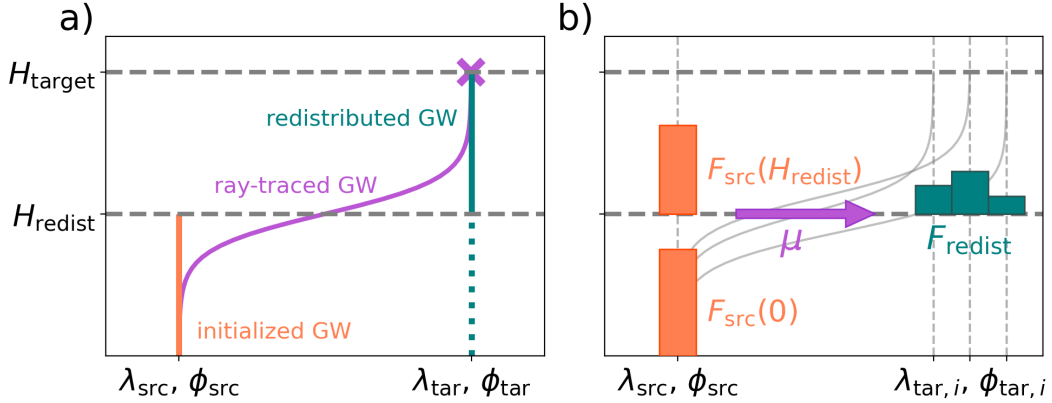 a)
H_target
redistributed GW
ray-traced GW
H_redist
initialized GW
λ_src, ϕ_src
λ_tar, ϕ_tar
b)
F_src(H_redist)
μ
F_redist
F_src(0)
λ_src, ϕ_src
λ_tar, i, ϕ_tar, i